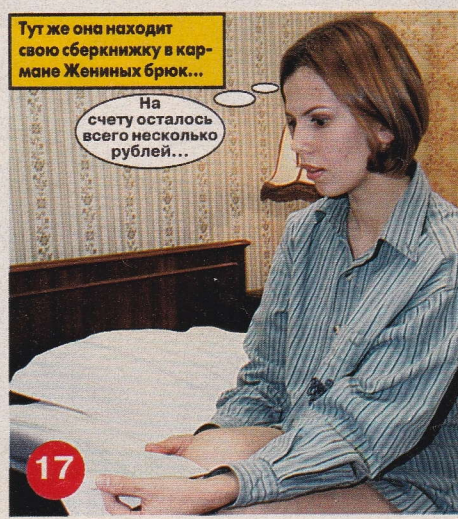 Тут же она находит
свою сберкнижку в кар-
мане Жениных брюк...
На
счету осталось
всего несколько
рублей...
17